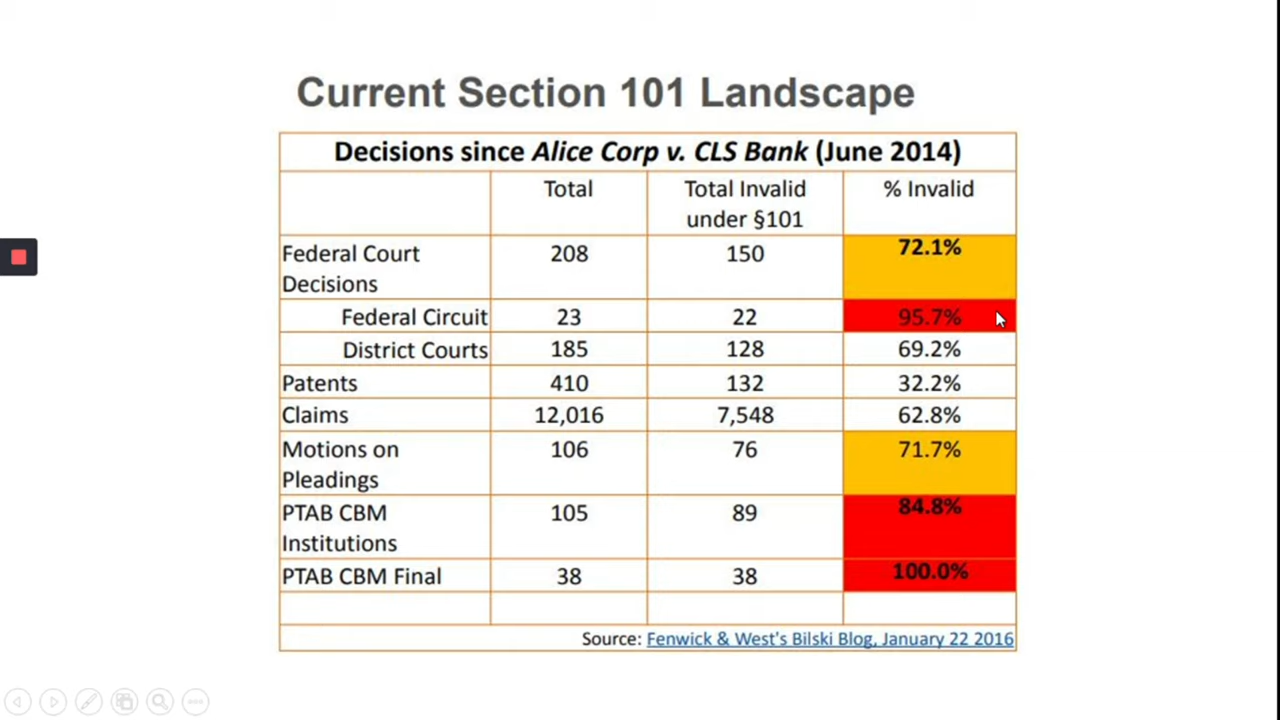 Current Section 101 Landscape
Decisions since Alice Corp v. CLS Bank (June 2014)
Total Total Invalid under §101 % Invalid
Federal Court Decisions 208 150 72.1%
Federal Circuit 23 22 95.7%
District Courts 185 128 69.2%
Patents 410 132 32.2%
Claims 12,016 7,548 62.8%
Motions on Pleadings 106 76 71.7%
PTAB CBM Institutions 105 89 84.8%
PTAB CBM Final 38 38 100.0%
Source: Fenwick & West's Bilski Blog, January 22 2016